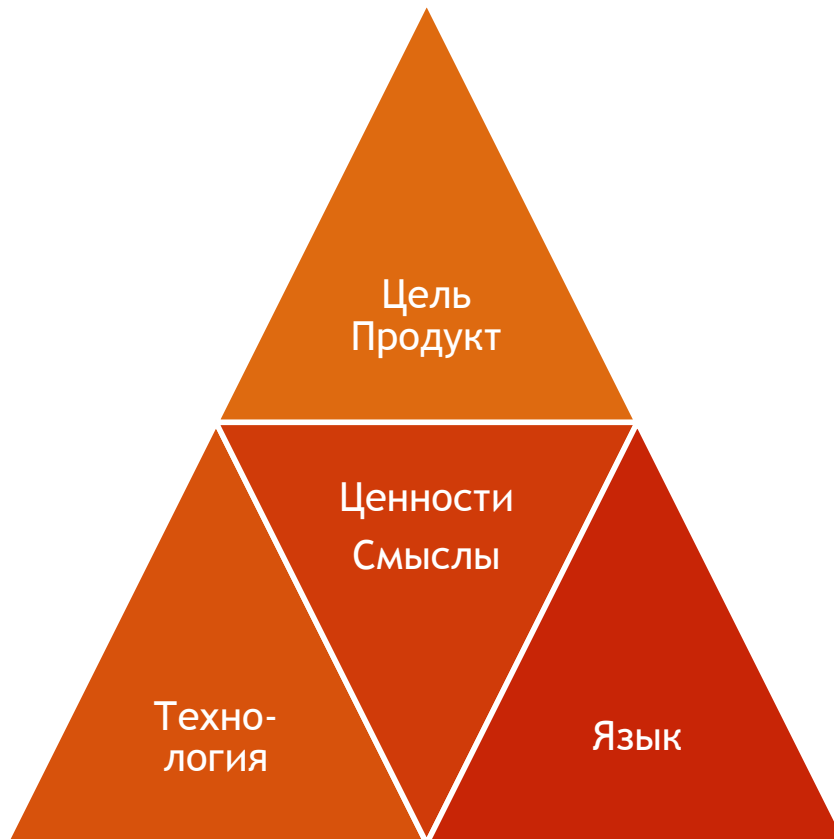 Цель
Продукт
Ценности
Смыслы
Техно-
логия
Язык